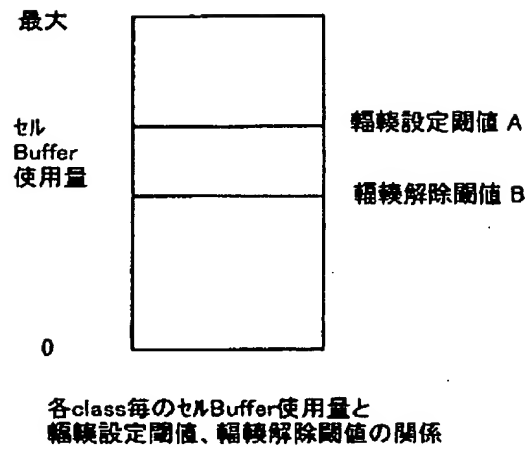 最大
輻輳設定閾値 A
セル
Buffer
使用量
輻輳解除閾値 B
0
各class毎のセルBuffer使用量と
輻輳設定閾値、輻輳解除閾値の関係